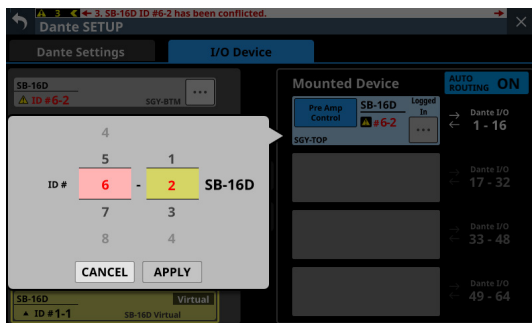 3 3. SB-16D ID #6-2 has been conflicted.
Dante SETUP
Dante Settings
I/O Device
SB-16D
ID #6-2
SGY-BTM
...
Mounted Device
AUTO ROUTING ON
Pre Amp Control
SB-16D
#6-2
Logged In
...
SGY-TOP
Dante I/O
1 - 16
Dante I/O
17 - 32
Dante I/O
33 - 48
Dante I/O
49 - 64
4
5 1
ID # 6 - 2 SB-16D
7 3
8 4
CANCEL APPLY
SB-16D Virtual
ID #1-1 SB-16D Virtual